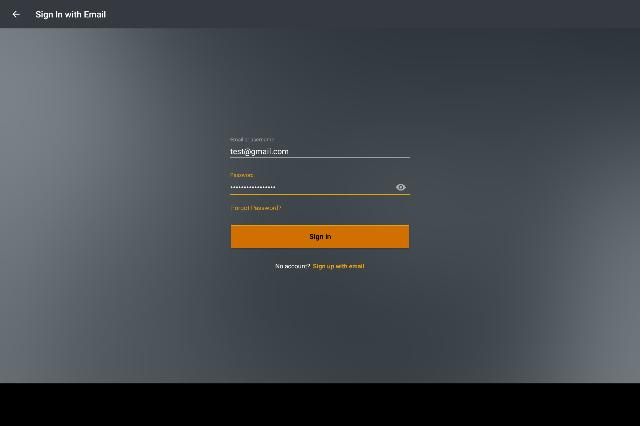 Sign In with Email
Email or username
test@gmail.com
Password
Forgot Password?
Sign in
No account? Sign up with email